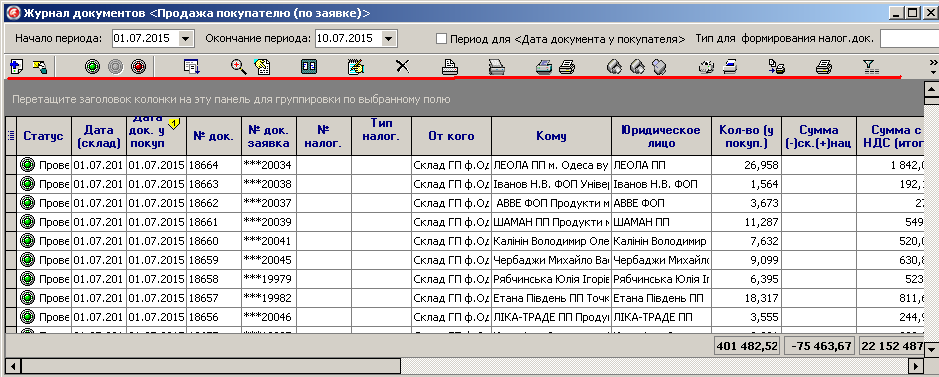 Журнал документов <Продажа покупателю (по заявке)>
Начало периода: 01.07.2015 Окончание периода: 10.07.2015 Период для <Дата документа у покупателя> Тип для формирования налог.док.
Перетащите заголовок колонки на эту панель для группировки по выбранному полю
Статус Дата (склад) Дата док. у покуп 1 № док. № док. заявка № налог. Тип налог. От кого Кому Юридическое лицо Кол-во (у покуп.) Сумма (-)ск.(+)нац Сумма с НДС (итог
Прове 01.07.201 01.07.2015 18664 ***20034 Склад ГП ф.Од ЛЕОЛА ПП м. Одеса ву ЛЕОЛА ПП 26,958 1 842,0
Прове 01.07.201 01.07.2015 18663 ***20038 Склад ГП ф.Од Іванов Н.В. ФОП Універ Іванов Н.В. ФОП 1,564 192,1
Прове 01.07.201 01.07.2015 18662 ***20037 Склад ГП ф.Од АВВЕ ФОП Продукти м АВВЕ ФОП 3,673 27
Прове 01.07.201 01.07.2015 18661 ***20039 Склад ГП ф.Од ШАМАН ПП Продукти м ШАМАН ПП 11,287 549
Прове 01.07.201 01.07.2015 18660 ***20041 Склад ГП ф.Од Калінін Володимир Оле Калінін Володимир 7,632 520,0
Прове 01.07.201 01.07.2015 18659 ***20045 Склад ГП ф.Од Чербаджи Михайло Вас Чербаджи Михайло 9,099 630,8
Прове 01.07.201 01.07.2015 18658 ***19979 Склад ГП ф.Од Рябчинська Юлія Ігорів Рябчинська Юлія Іг 6,395 523
Прове 01.07.201 01.07.2015 18657 ***19982 Склад ГП ф.Од Етана Південь ПП Точк Етана Південь ПП 18,317 811,6
Прове 01.07.201 01.07.2015 18656 ***20046 Склад ГП ф.Од ЛІКА-ТРАДЕ ПП Проду ЛІКА-ТРАДЕ ПП 3,555 244,9
401 482,52 -75 463,67 22 152 487